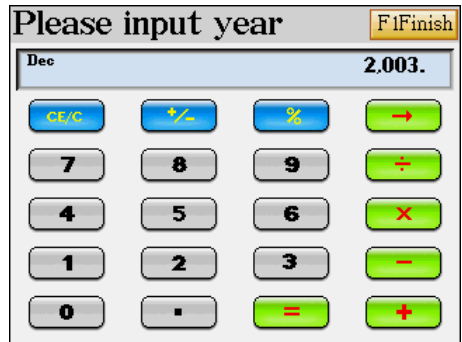 Please input year
F1Finish
Dec
2,003.
CE/C +/- % →
7 8 9 ÷
4 5 6 ×
1 2 3 −
0 . = +